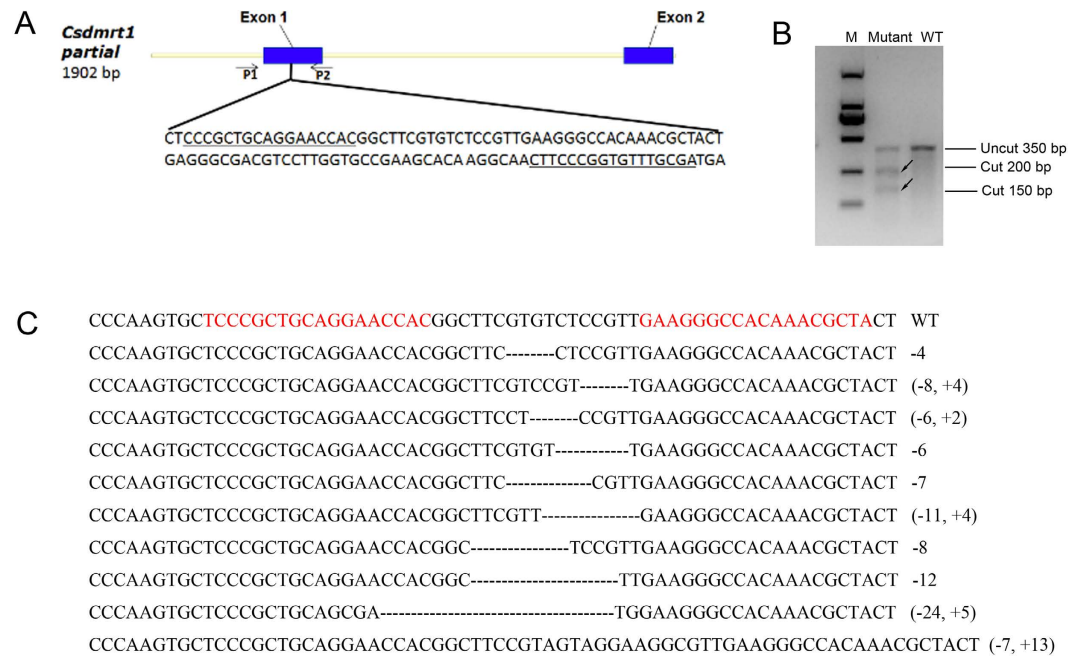 A
Csdmrt1
partial
1902 bp
Exon 1
Exon 2
P1
P2
CTCCCGCTGCAGGAACCACGGCTTCGTGTCTCCGTTGAAGGGCCACAAACGCTACT
GAGGGCGACGTCCTTGGTGCCGAAGCACAAGGCAACTTCCCGGTGTTTGCGATGA
B
M Mutant WT
Uncut 350 bp
Cut 200 bp
Cut 150 bp
C
CCCAAGTGCTCCCGCTGCAGGAACCACGGCTTCGTGTCTCCGTTGAAGGGCCACAAACGCTACT WT
CCCAAGTGCTCCCGCTGCAGGAACCACGGCTTC--------CTCCGTTGAAGGGCCACAAACGCTACT -4
CCCAAGTGCTCCCGCTGCAGGAACCACGGCTTCGTCCGT--------TGAAGGGCCACAAACGCTACT (-8, +4)
CCCAAGTGCTCCCGCTGCAGGAACCACGGCTTCCT--------CCGTTGAAGGGCCACAAACGCTACT (-6, +2)
CCCAAGTGCTCCCGCTGCAGGAACCACGGCTTCGTGT------------TGAAGGGCCACAAACGCTACT -6
CCCAAGTGCTCCCGCTGCAGGAACCACGGCTTC--------------CGTTGAAGGGCCACAAACGCTACT -7
CCCAAGTGCTCCCGCTGCAGGAACCACGGCTTCGTT----------------GAAGGGCCACAAACGCTACT (-11, +4)
CCCAAGTGCTCCCGCTGCAGGAACCACGGC----------------TCCGTTGAAGGGCCACAAACGCTACT -8
CCCAAGTGCTCCCGCTGCAGGAACCACGGC------------------------TTGAAGGGCCACAAACGCTACT -12
CCCAAGTGCTCCCGCTGCAGCGA--------------------------------------TGGAAGGGCCACAAACGCTACT (-24, +5)
CCCAAGTGCTCCCGCTGCAGGAACCACGGCTTCCGTAGTAGGAAGGCGTTGAAGGGCCACAAACGCTACT (-7, +13)